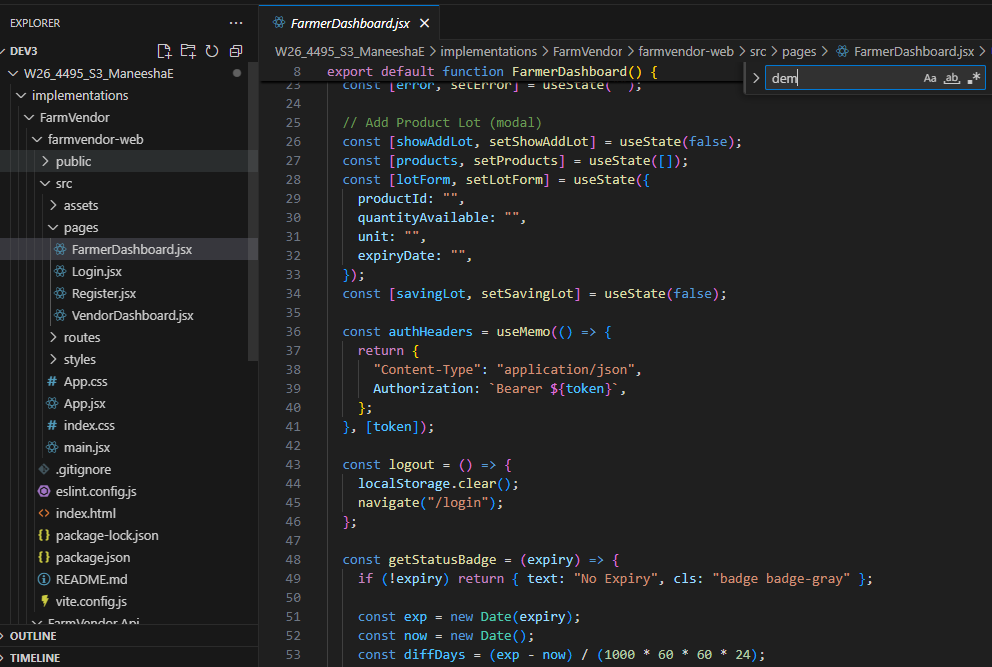 EXPLORER
DEV3
W26_4495_S3_ManeeshaE
implementations
FarmVendor
farmvendor-web
public
src
assets
pages
FarmerDashboard.jsx
Login.jsx
Register.jsx
VendorDashboard.jsx
routes
styles
App.css
App.jsx
index.css
main.jsx
.gitignore
eslint.config.js
index.html
package-lock.json
package.json
README.md
vite.config.js
FarmVendor.Api
OUTLINE
TIMELINE
FarmerDashboard.jsx
W26_4495_S3_ManeeshaE > implementations > FarmVendor > farmvendor-web > src > pages > FarmerDashboard.jsx >
dem Aa ab
8 export default function FarmerDashboard() {
23 const [error, setError] = useState("");
24
25 // Add Product Lot (modal)
26 const [showAddLot, setShowAddLot] = useState(false);
27 const [products, setProducts] = useState([]);
28 const [lotForm, setLotForm] = useState({
29 productId: "",
30 quantityAvailable: "",
31 unit: "",
32 expiryDate: "",
33 });
34 const [savingLot, setSavingLot] = useState(false);
35
36 const authHeaders = useMemo(() => {
37 return {
38 "Content-Type": "application/json",
39 Authorization: `Bearer ${token}`,
40 };
41 }, [token]);
42
43 const logout = () => {
44 localStorage.clear();
45 navigate("/login");
46 };
47
48 const getStatusBadge = (expiry) => {
49 if (!expiry) return { text: "No Expiry", cls: "badge badge-gray" };
50
51 const exp = new Date(expiry);
52 const now = new Date();
53 const diffDays = (exp - now) / (1000 * 60 * 60 * 24);